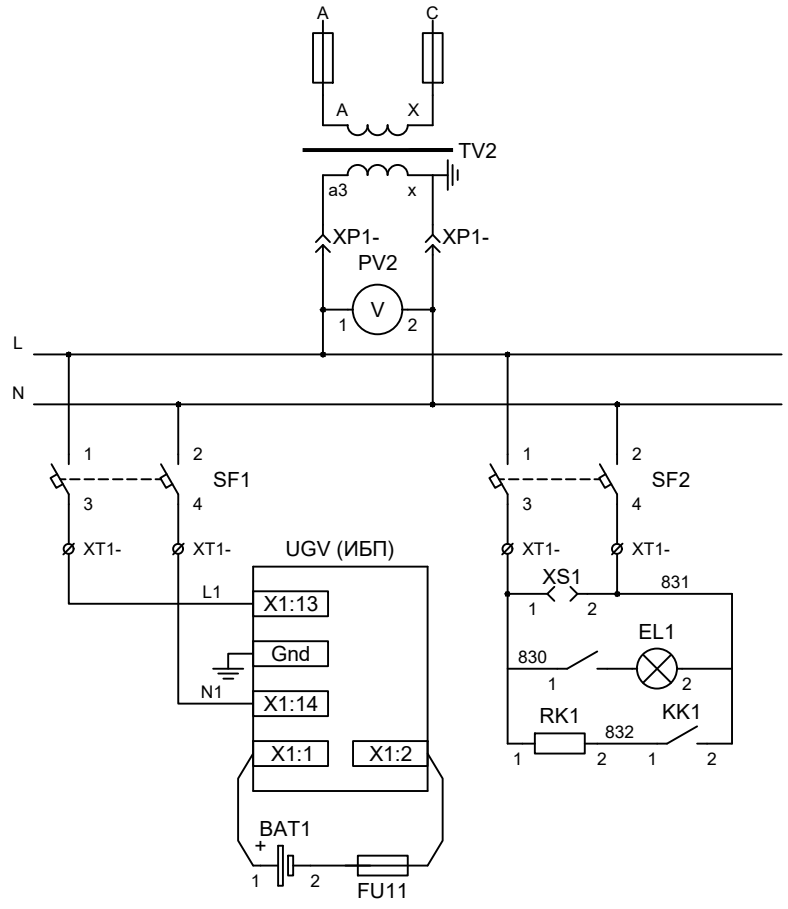 A C
A X
TV2
a3 x
XP1- XP1-
PV2
V
1 2
L
N
1 2 SF1
3 4
1 2 SF2
3 4
XT1- XT1-
XT1- XT1-
UGV (ИБП)
L1 X1:13
Gnd
N1 X1:14
X1:1 X1:2
BAT1
+
1 2
FU11
XS1 831
1 2
EL1
830
1 2
RK1 832 KK1
1 2 1 2